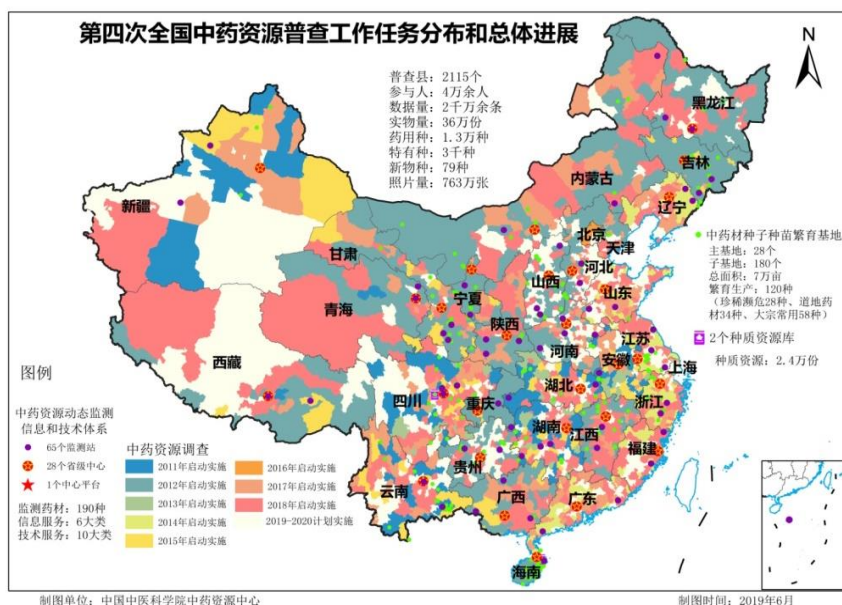 第四次全国中药资源普查工作任务分布和总体进展
N
普查县：2115个
参与人：4万余人
数据量：2千万余条
实物量：36万份
药用种：1.3万种
特有种：3千种
新物种：79种
照片量：763万张
黑龙江
吉林
内蒙古
辽宁
新疆
北京
天津
甘肃
河北
山西
宁夏
青海
山东
陕西
河南
江苏
安徽
上海
西藏
湖北
四川
重庆
浙江
湖南
江西
贵州
福建
云南
广西
广东
海南
中药材种子种苗繁育基地
主基地：28个
子基地：180个
总面积：7万亩
繁育生产：120种
（珍稀濒危28种、道地药
材34种、大宗常用58种）
2个种质资源库
种质资源：2.4万份
图例
中药资源动态监测
信息和技术体系
65个监测站
28个省级中心
1个中心平台
监测药材：190种
信息服务：6大类
技术服务：10大类
中药资源调查
2011年启动实施
2012年启动实施
2013年启动实施
2014年启动实施
2015年启动实施
2016年启动实施
2017年启动实施
2018年启动实施
2019-2020计划实施
制图单位：中国中医科学院中药资源中心
制图时间：2019年6月